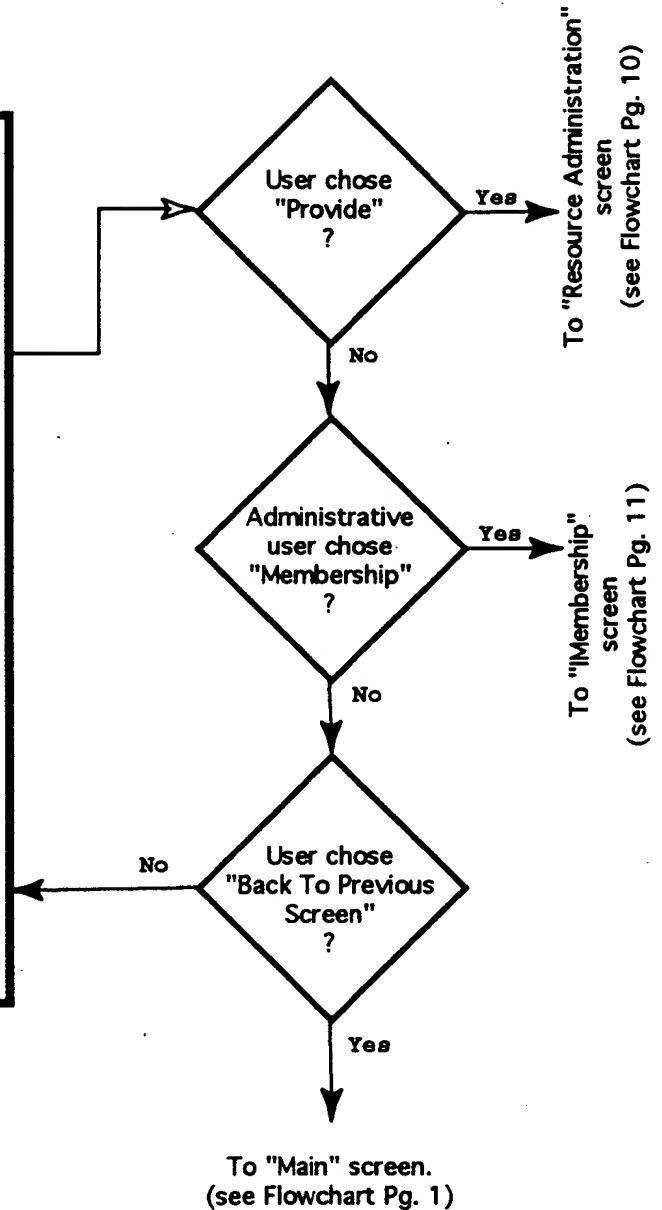 User chose
"Provide"
?
Yes
To "Resource Administration"
screen
(see Flowchart Pg. 10)
No
Administrative
user chose
"Membership"
?
Yes
To "IMembership"
screen
(see Flowchart Pg. 11)
No
User chose
"Back To Previous
Screen"
?
No
Yes
To "Main" screen.
(see Flowchart Pg. 1)